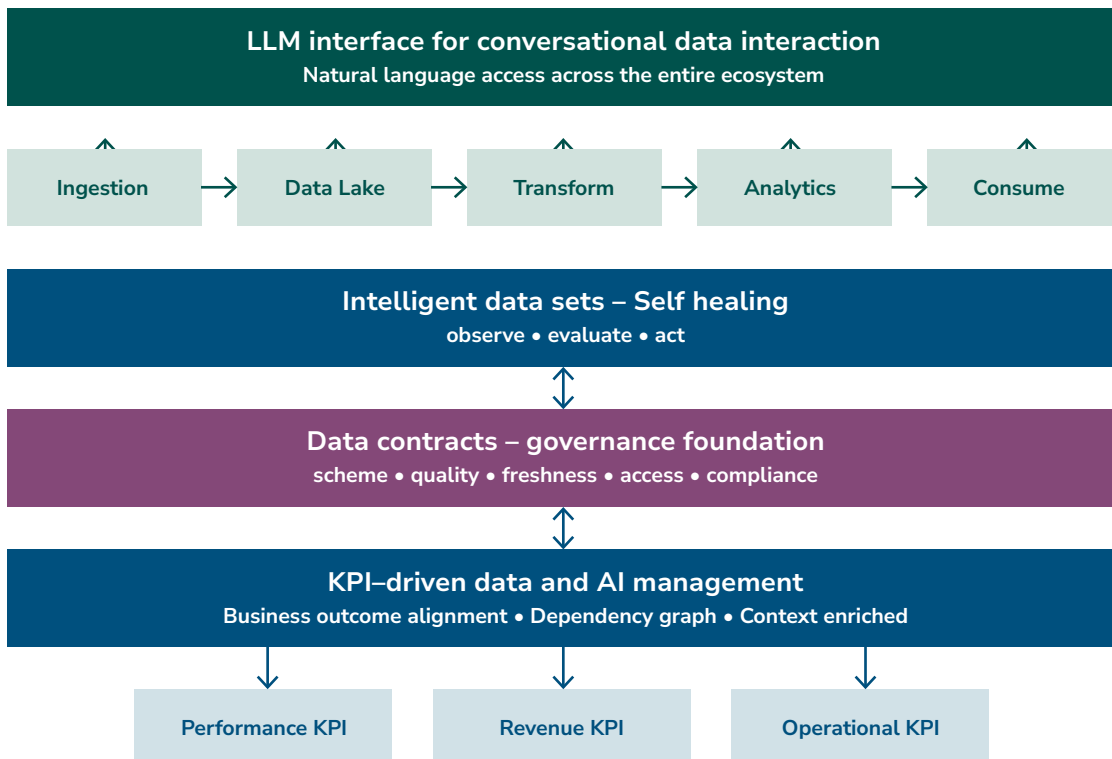 LLM interface for conversational data interaction
Natural language access across the entire ecosystem
Ingestion
Data Lake
Transform
Analytics
Consume
Intelligent data sets – Self healing
observe • evaluate • act
Data contracts – governance foundation
scheme • quality • freshness • access • compliance
KPI–driven data and AI management
Business outcome alignment • Dependency graph • Context enriched
Performance KPI
Revenue KPI
Operational KPI